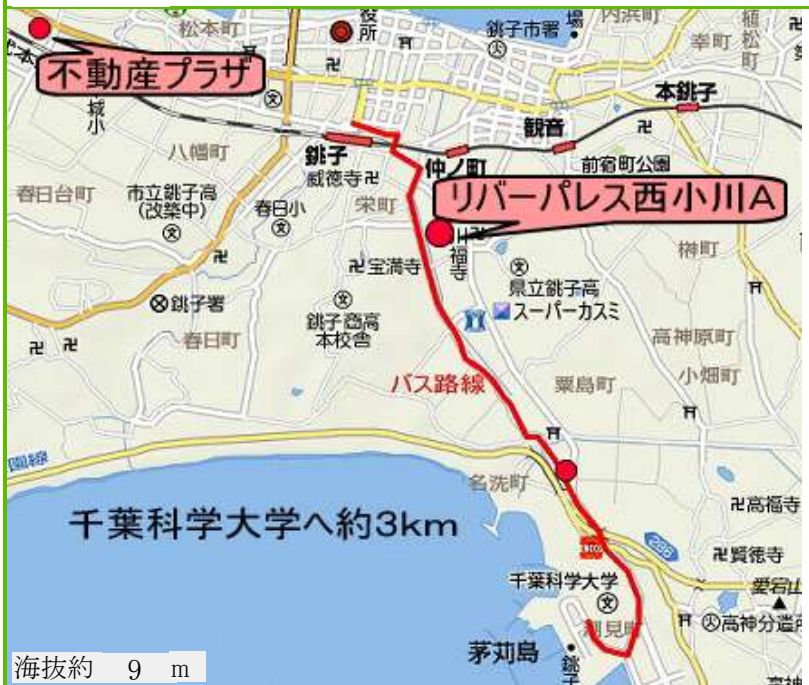 松本町
役所
銚子市署
場
内浜町
植松町
幸町
不動産プラザ
城小
本銚子
八幡町
銚子
観音
仲ノ町
前宿町公園
威徳寺
春日台町
市立銚子高
(改築中)
春日小
栄町
リバーパレス西小川A
宝満寺
福寺
榊町
銚子署
県立銚子高
スーパーカスミ
銚子商高
本校舎
春日町
高神原町
小畑町
バス路線
粟島町
名洗町
千葉科学大学へ約3km
高福寺
286
賢徳寺
千葉科学大学
愛宕山
潮見町
高神分遣所
茅苅島
銚子
海抜約 9 m